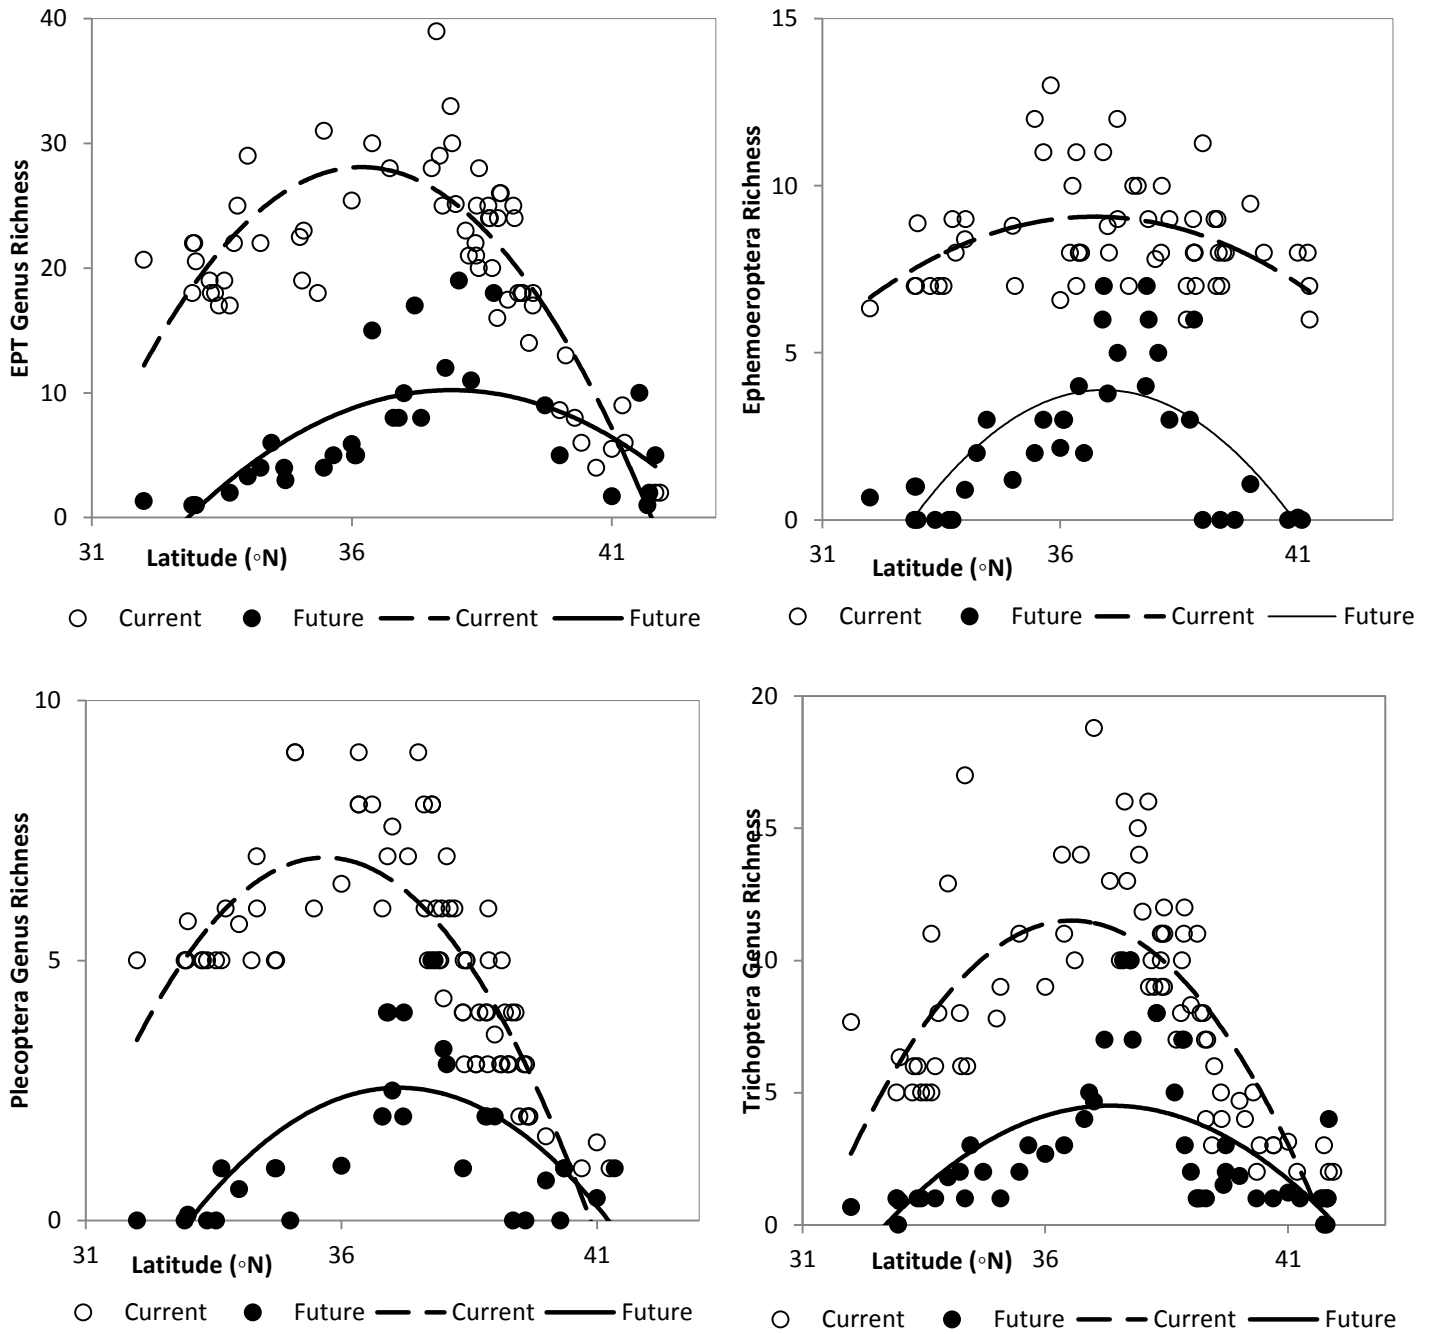 EPT Genus Richness
40
30
20
10
0
31 36 41
Latitude (◦N)
Current Future Current Future
Ephemoeroptera Richness
15
10
5
0
31 36 41
Latitude (◦N)
Current Future Current Future
Plecoptera Genus Richness
10
5
0
31 36 41
Latitude (◦N)
Current Future Current Future
Trichoptera Genus Richness
20
15
10
5
0
31 36 41
Latitude (◦N)
Current Future Current Future